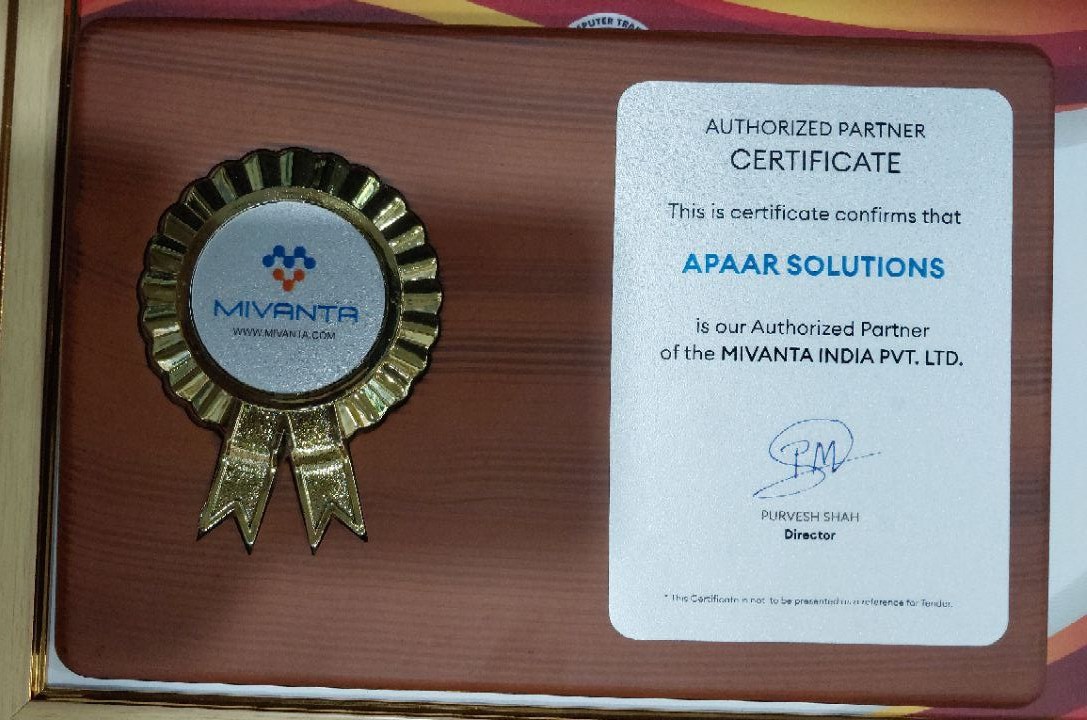 PUTER TRA
MIVANTA
WWW.MIVANTA.COM
AUTHORIZED PARTNER
CERTIFICATE
This is certificate confirms that
APAAR SOLUTIONS
is our Authorized Partner
of the MIVANTA INDIA PVT. LTD.
PURVESH SHAH
Director
* This Certificate is not to be presented as a reference for Tender.